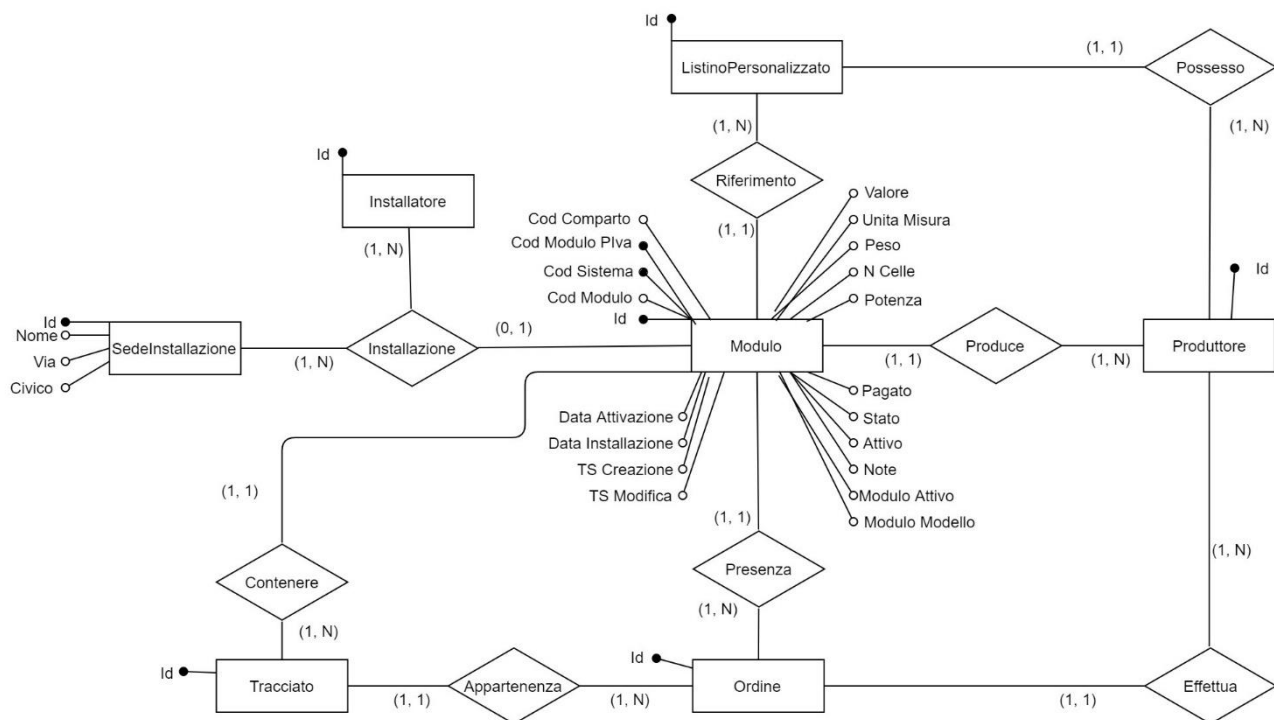 Id
ListinoPersonalizzato
(1, 1)
Possesso
(1, N)
(1, N)
Id
Installatore
Riferimento
(1, 1)
(1, N)
Cod Comparto
Cod Modulo PIva
Cod Sistema
Cod Modulo
Id
Valore
Unita Misura
Peso
N Celle
Potenza
Id
Id
Nome
Via
Civico
SedeInstallazione
(1, N)
Installazione
(0, 1)
Modulo
(1, 1)
Produce
(1, N)
Produttore
Data Attivazione
Data Installazione
TS Creazione
TS Modifica
Pagato
Stato
Attivo
Note
Modulo Attivo
Modulo Modello
(1, 1)
(1, 1)
(1, N)
Contenere
Presenza
(1, N)
(1, N)
Id
Tracciato
(1, 1)
Appartenenza
(1, N)
Id
Ordine
(1, 1)
Effettua